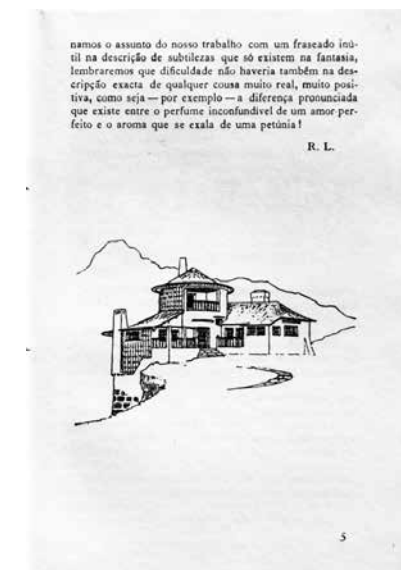 namos o assunto do nosso trabalho com um fraseado inú-
til na descrição de subtilezas que só existem na fantasia,
lembraremos que dificuldade não haveria também na des-
cripção exacta de qualquer cousa muito real, muito posi-
tiva, como seja — por exemplo — a diferença pronunciada
que existe entre o perfume inconfundível de um amor-per-
feito e o aroma que se exala de uma petúnia!
R. L.
5